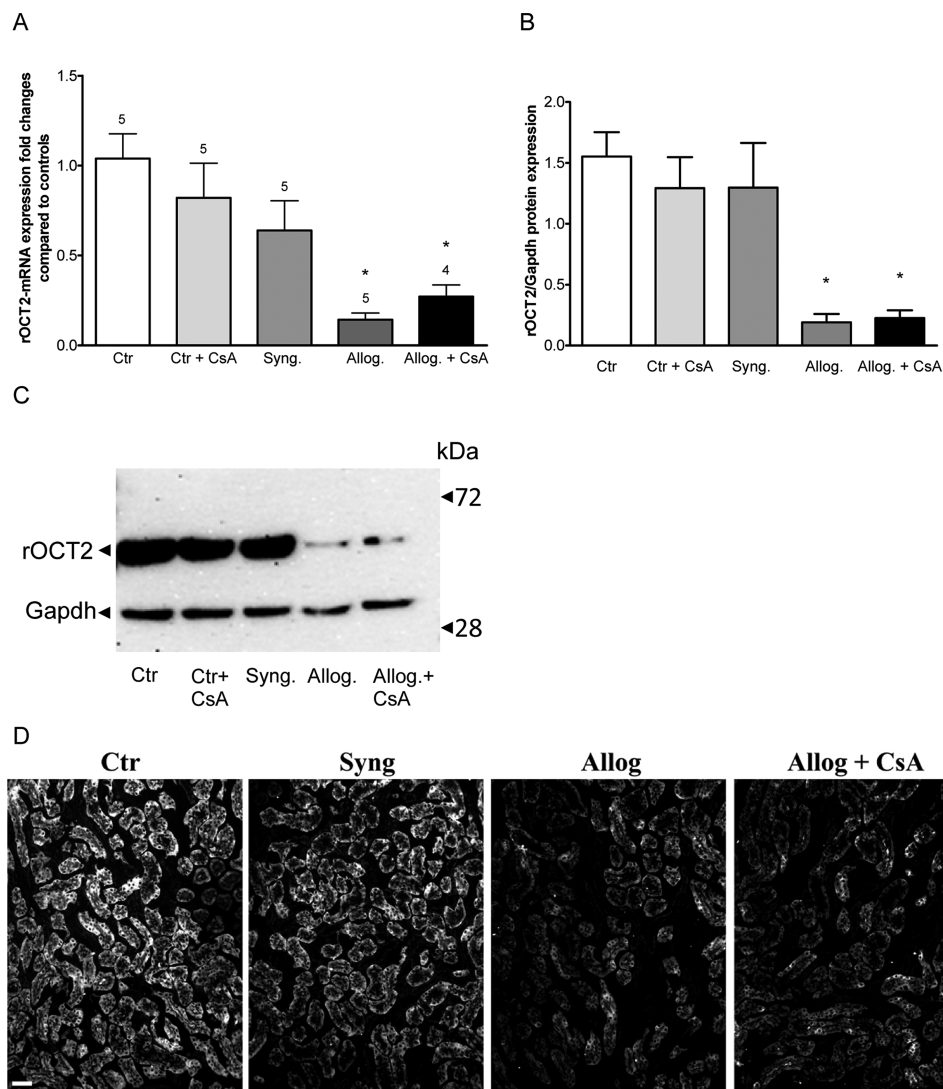 A
rOCT2-mRNA expression fold changes
compared to controls
1.5
1.0
0.5
0.0
5
5
5
*
5
*
4
Ctr
Ctr + CsA
Syng.
Allog.
Allog. + CsA
B
rOCT2/Gapdh protein expression
2.0
1.5
1.0
0.5
0.0
*
*
Ctr
Ctr + CsA
Syng.
Allog.
Allog. + CsA
C
kDa
72
rOCT2
Gapdh
28
Ctr
Ctr+
CsA
Syng.
Allog.
Allog.+
CsA
D
Ctr
Syng
Allog
Allog + CsA